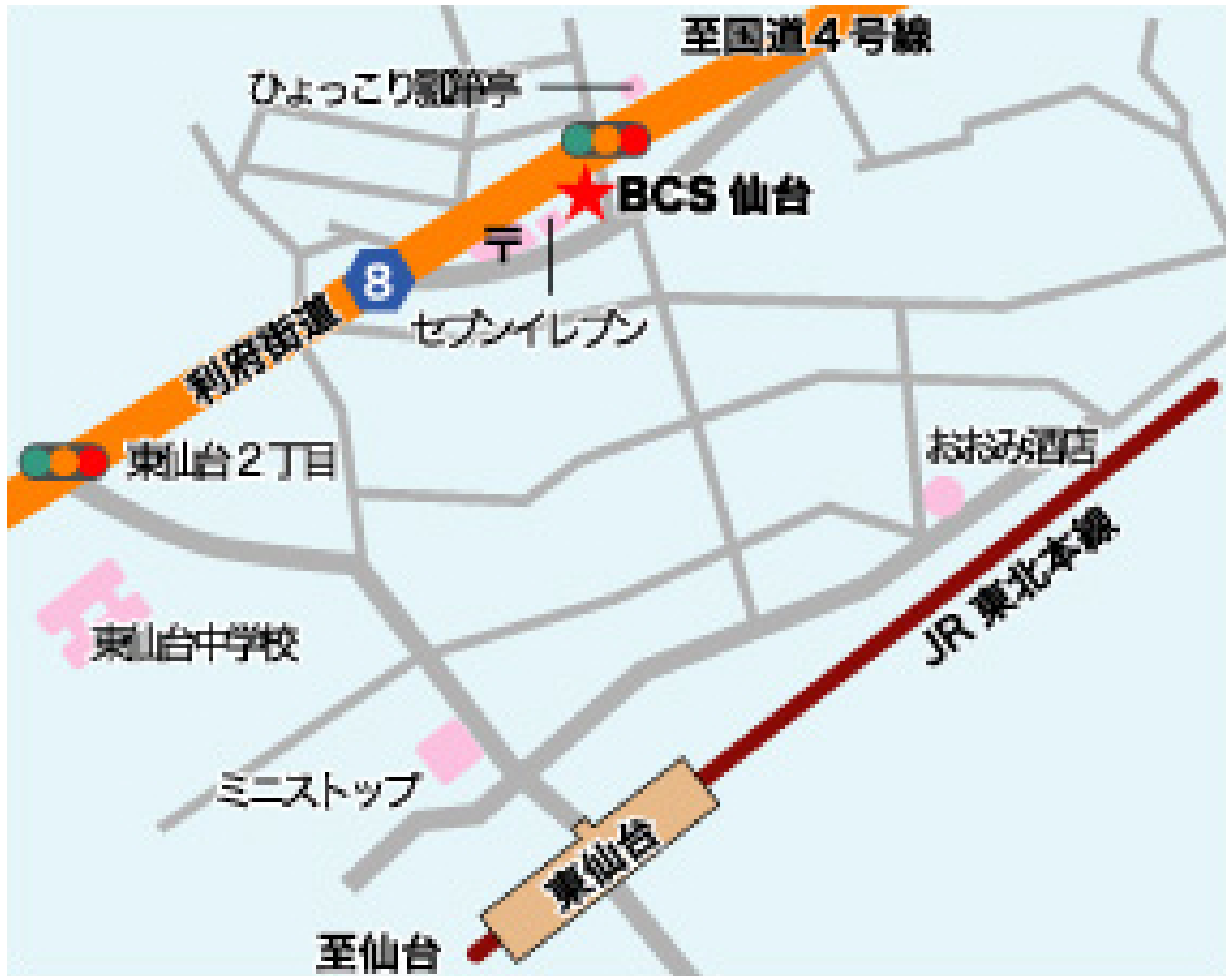 至国道4号線
ひょっこり
BCS 仙台
〒
8
セブンイレブン
利府街道
東仙台2丁目
おおみ酒店
JR 東北本線
東仙台中学校
ミニストップ
東仙台
至仙台